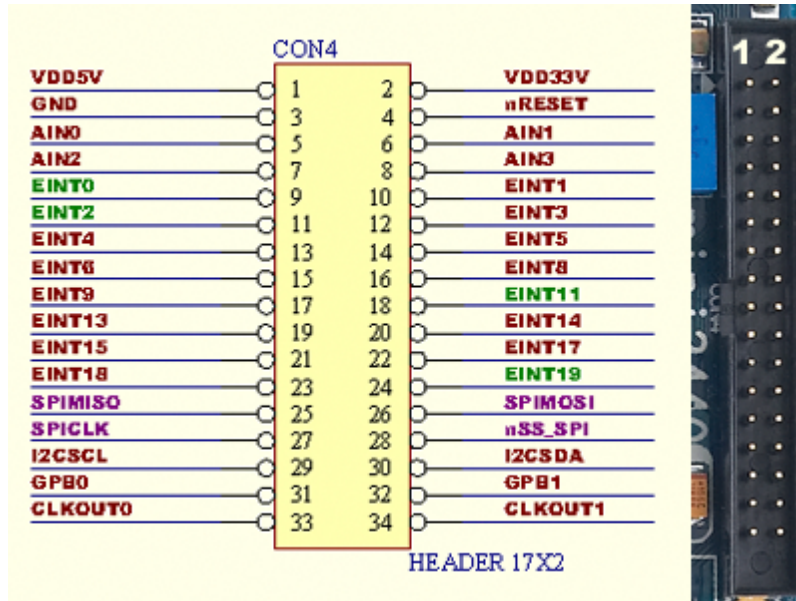 CON4
VDD5V 1 2 VDD33V
GND 3 4 nRESET
AIN0 5 6 AIN1
AIN2 7 8 AIN3
EINT0 9 10 EINT1
EINT2 11 12 EINT3
EINT4 13 14 EINT5
EINT6 15 16 EINT8
EINT9 17 18 EINT11
EINT13 19 20 EINT14
EINT15 21 22 EINT17
EINT18 23 24 EINT19
SPIMISO 25 26 SPIMOSI
SPICLK 27 28 nSS_SPI
I2CSCL 29 30 I2CSDA
GPB0 31 32 GPB1
CLKOUT0 33 34 CLKOUT1
HEADER 17X2
1 2
mini2440
CON4